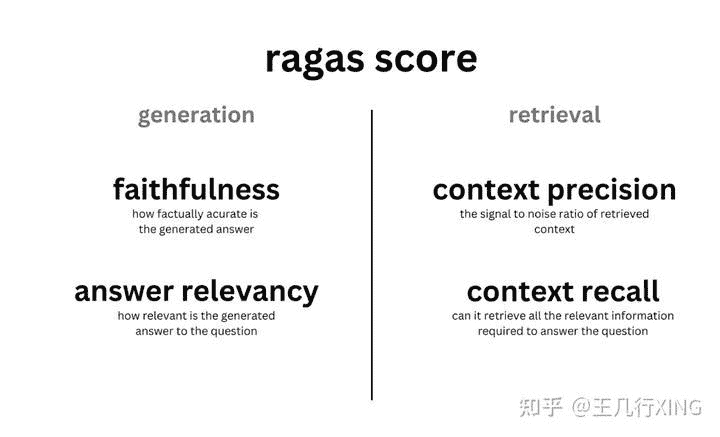 ragas score
generation
faithfulness
how factually acurate is
the generated answer
answer relevancy
how relevant is the generated
answer to the question
retrieval
context precision
the signal to noise ratio of retrieved
context
context recall
can it retrieve all the relevant information
required to answer the question
知乎 @王几行XING